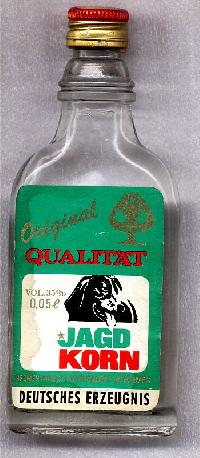 Original
QUALITÄT
VOL.35%
0,05ℓ
JAGD
KORN
DEUTSCHES ERZEUGNIS